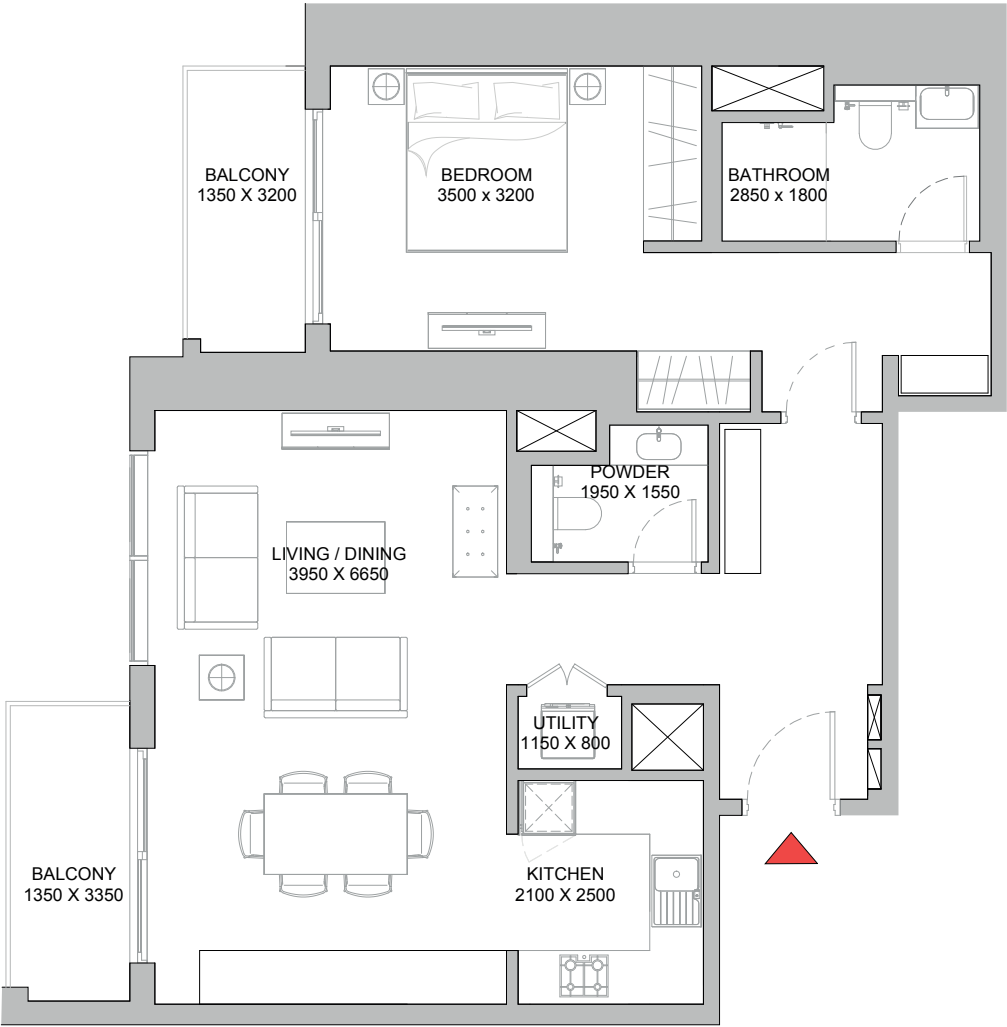 BALCONY
1350 X 3200
BEDROOM
3500 x 3200
BATHROOM
2850 x 1800
POWDER
1950 X 1550
LIVING / DINING
3950 X 6650
UTILITY
1150 X 800
BALCONY
1350 X 3350
KITCHEN
2100 X 2500